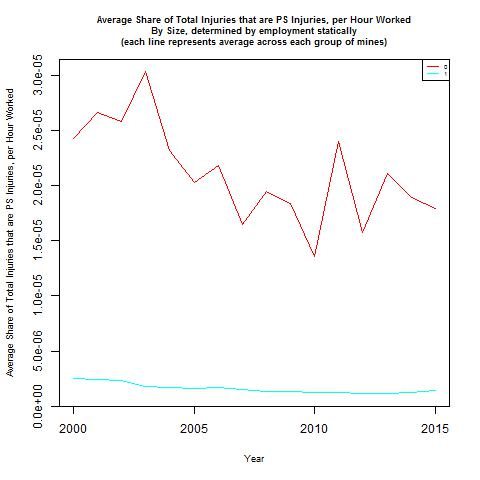 Average Share of Total Injuries that are PS Injuries, per Hour Worked
By Size, determined by employment statically
(each line represents average across each group of mines)
0
1
Average Share of Total Injuries that are PS Injuries, per Hour Worked
3.0e-05
2.5e-05
2.0e-05
1.5e-05
1.0e-05
5.0e-06
0.0e+00
2000
2005
2010
2015
Year